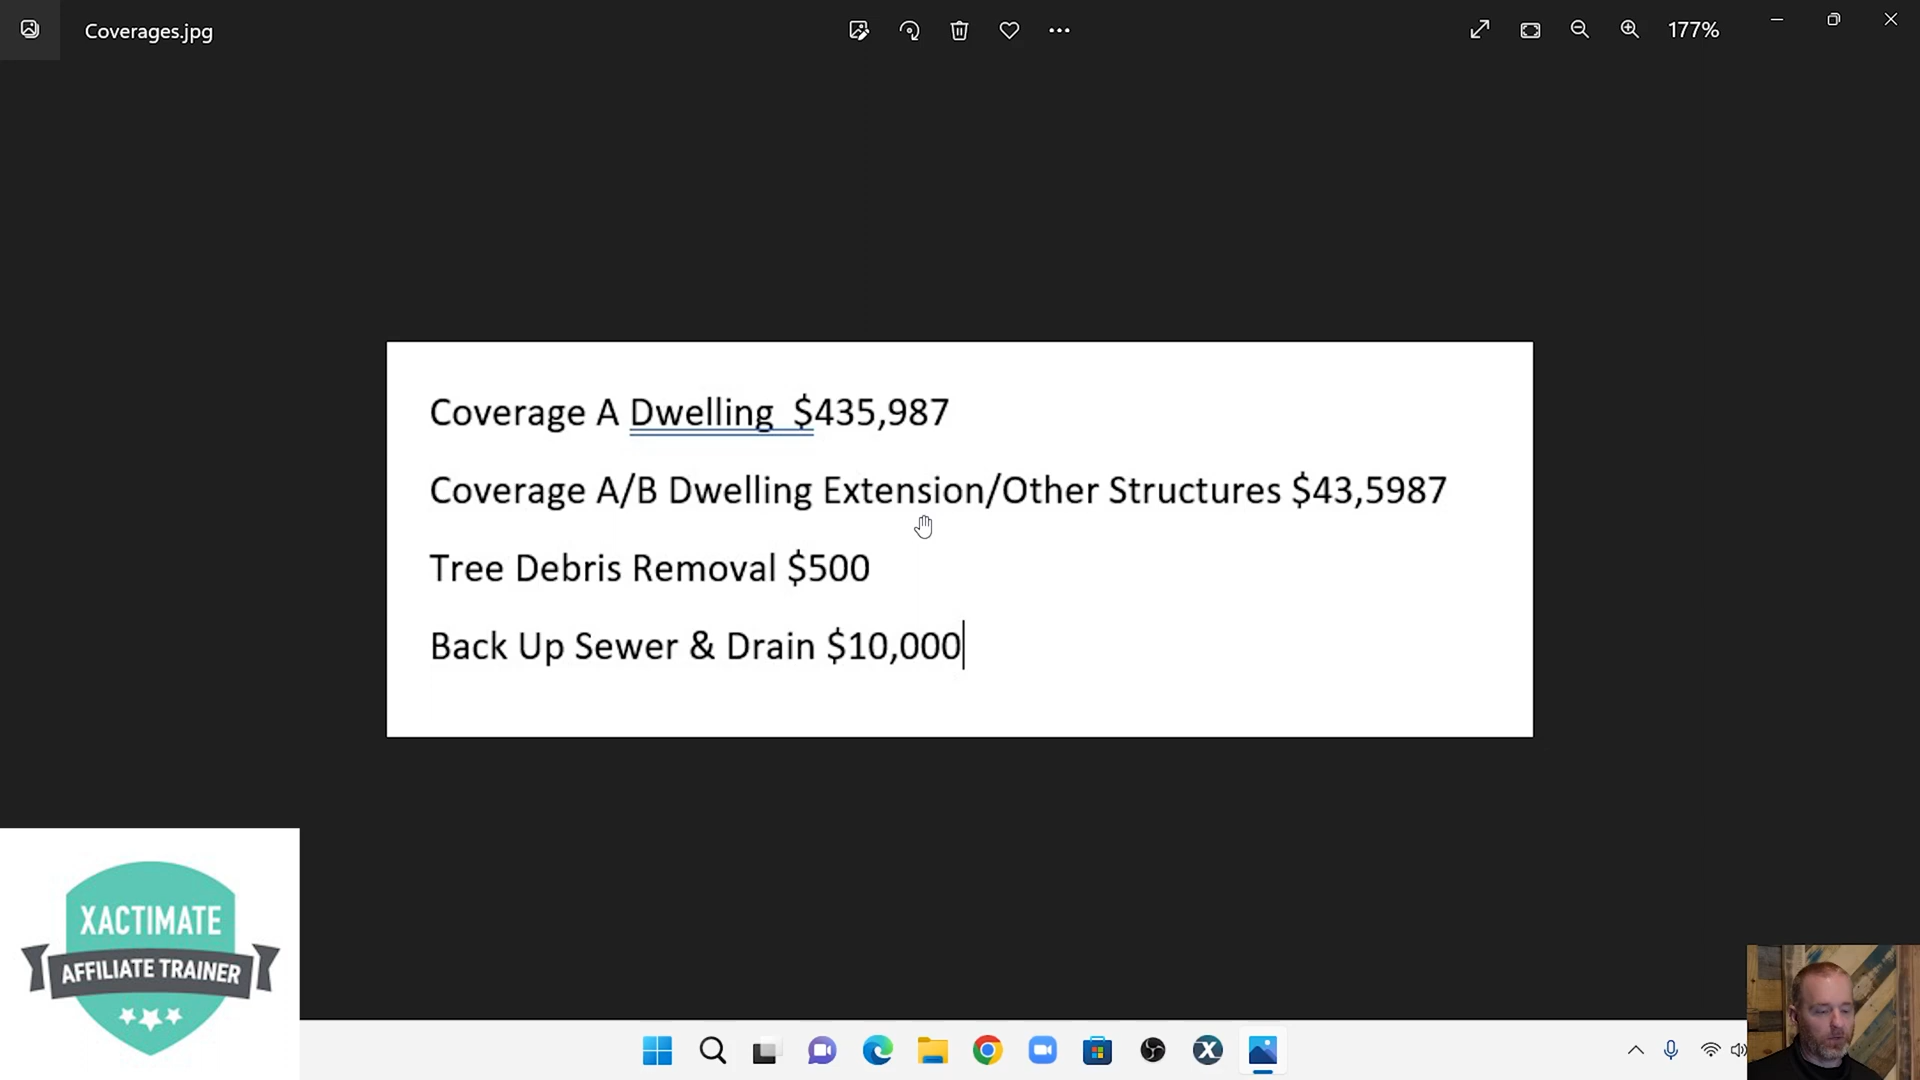 Coverages.jpg
177%
Coverage A Dwelling  $435,987
Coverage A/B Dwelling Extension/Other Structures $43,5987
Tree Debris Removal $500
Back Up Sewer & Drain $10,000
XACTIMATE
AFFILIATE TRAINER